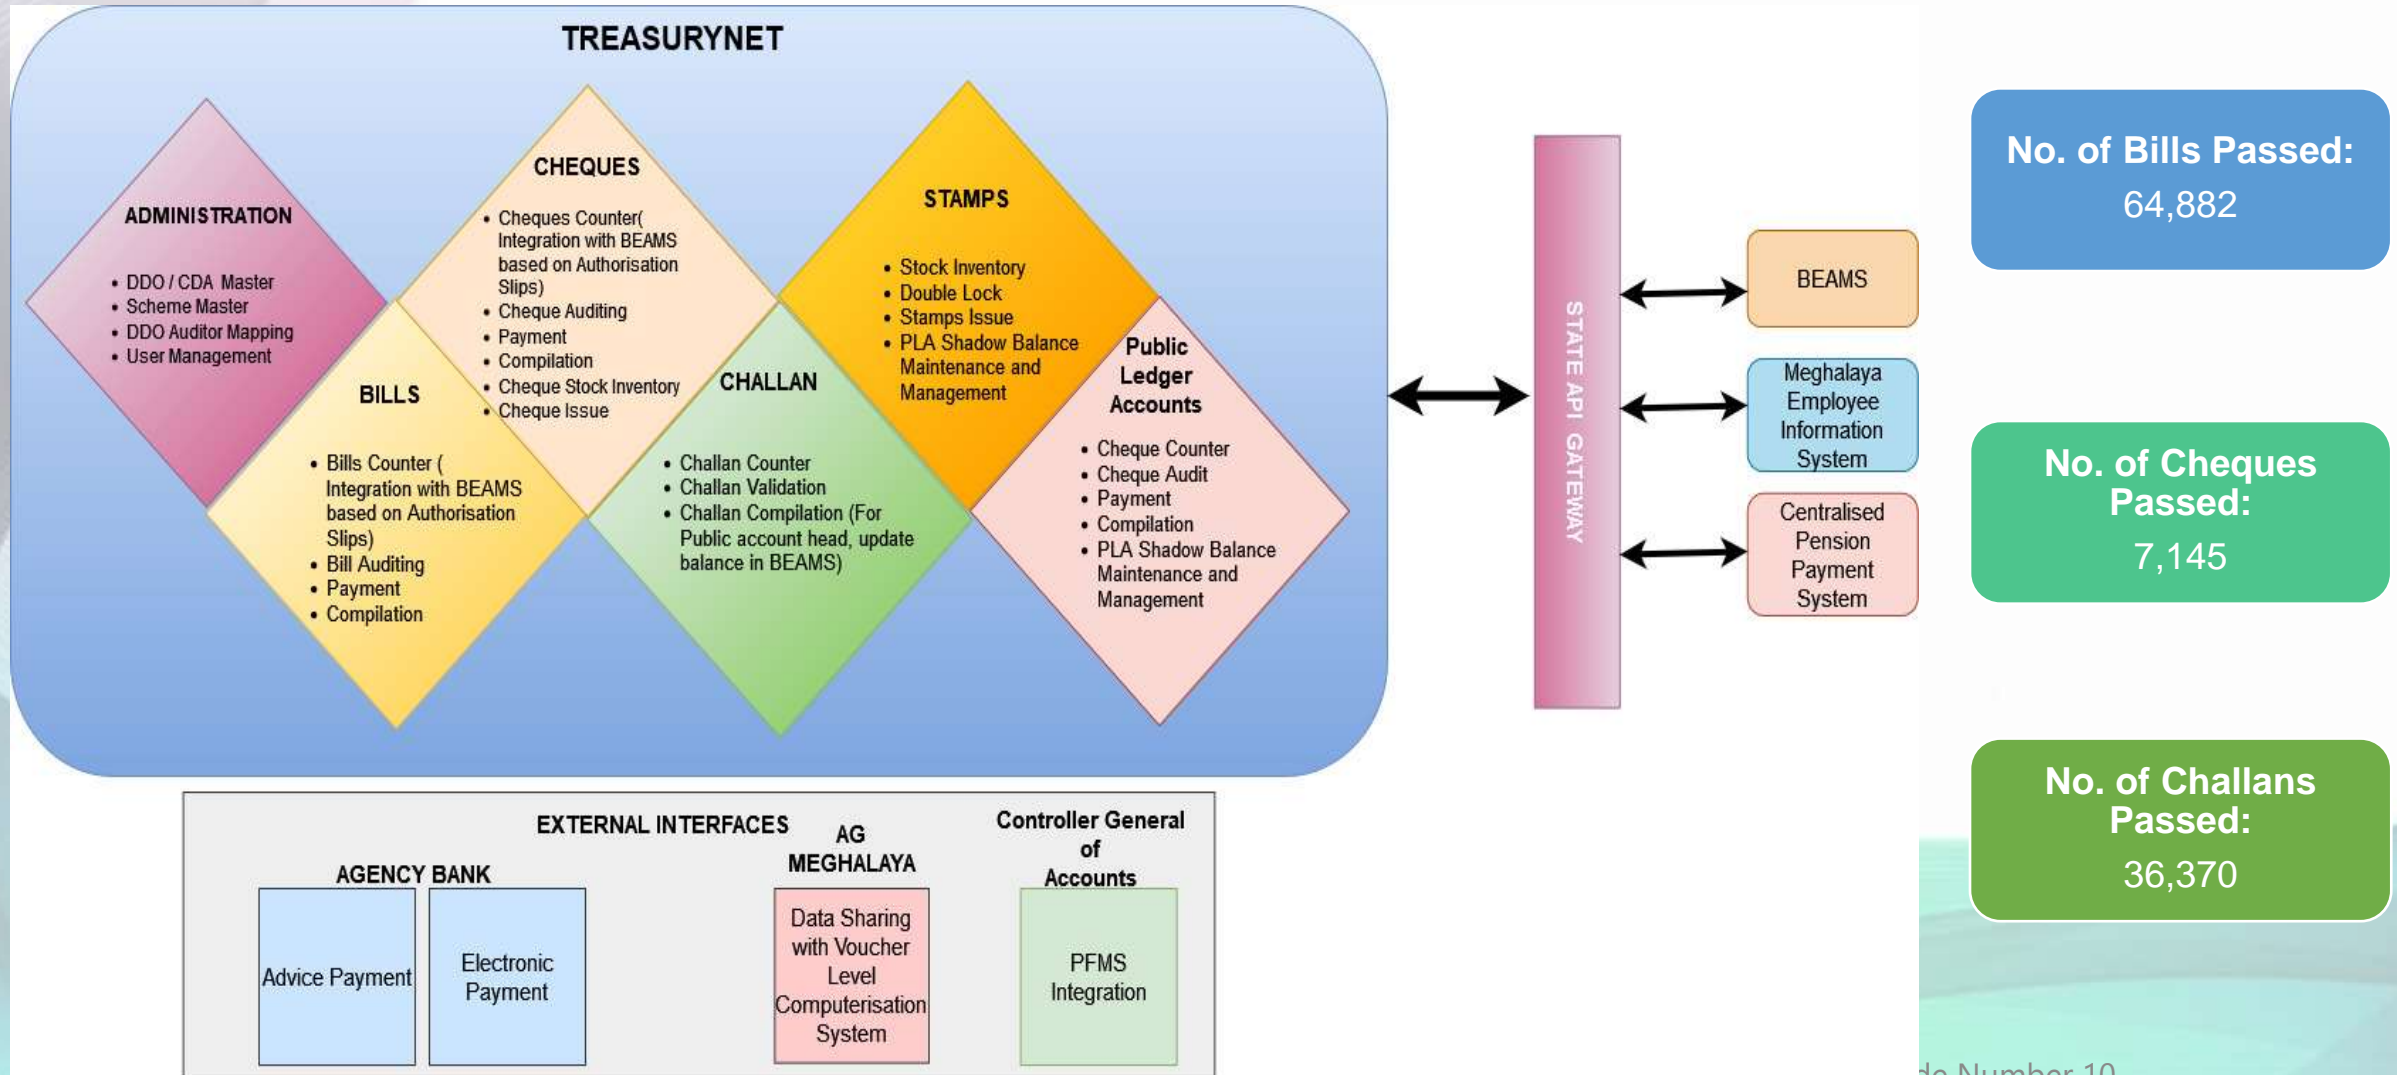 TREASURYNET
ADMINISTRATION
• DDO / CDA Master
• Scheme Master
• DDO Auditor Mapping
• User Management
BILLS
• Bills Counter (
Integration with BEAMS
based on Authorisation
Slips)
• Bill Auditing
• Payment
• Compilation
CHEQUES
• Cheques Counter(
Integration with BEAMS
based on Authorisation
Slips)
• Cheque Auditing
• Payment
• Compilation
• Cheque Stock Inventory
• Cheque Issue
CHALLAN
• Challan Counter
• Challan Validation
• Challan Compilation (For
Public account head, update
balance in BEAMS)
STAMPS
• Stock Inventory
• Double Lock
• Stamps Issue
• PLA Shadow Balance
Maintenance and
Management
Public
Ledger
Accounts
• Cheque Counter
• Cheque Audit
• Payment
• Compilation
• PLA Shadow Balance
Maintenance and
Management
STATE API GATEWAY
BEAMS
Meghalaya
Employee
Information
System
Centralised
Pension
Payment
System
No. of Bills Passed:
64,882
No. of Cheques
Passed:
7,145
No. of Challans
Passed:
36,370
EXTERNAL INTERFACES
AGENCY BANK
Advice Payment
Electronic
Payment
AG
MEGHALAYA
Data Sharing
with Voucher
Level
Computerisation
System
Controller General
of
Accounts
PFMS
Integration
Number 10